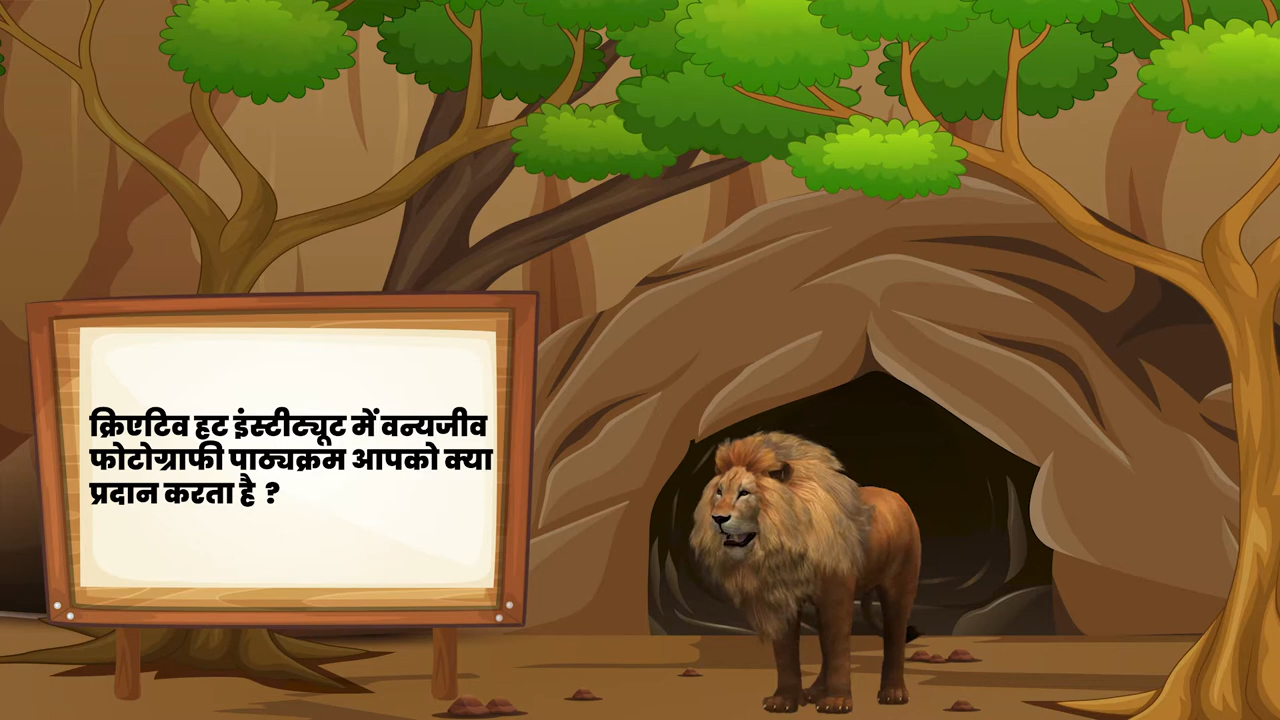 क्रिएटिव हट इंस्टीट्यूट में वन्यजीव
फोटोग्राफी पाठ्यक्रम आपको क्या
प्रदान करता है ?